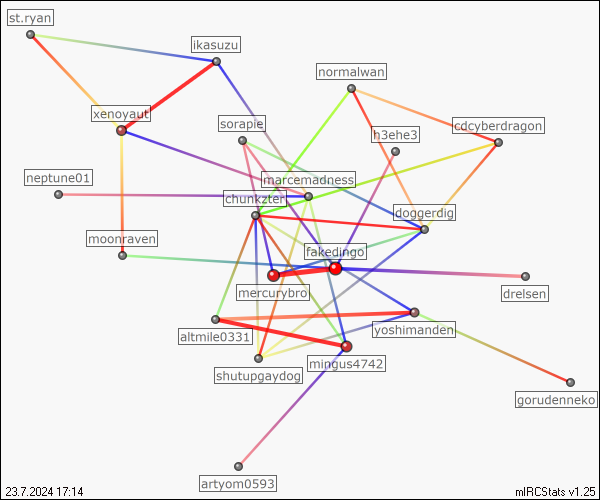 st.ryan
ikasuzu
normalwan
xenoyaut
sorapie
h3ehe3
cdcyberdragon
neptune01
marcemadness
chunkzter
doggerdig
moonraven
fakedingo
mercurybro
drelsen
altmile0331
yoshimanden
mingus4742
shutupgaydog
gorudenneko
artyom0593
23.7.2024 17:14
mIRCStats v1.25